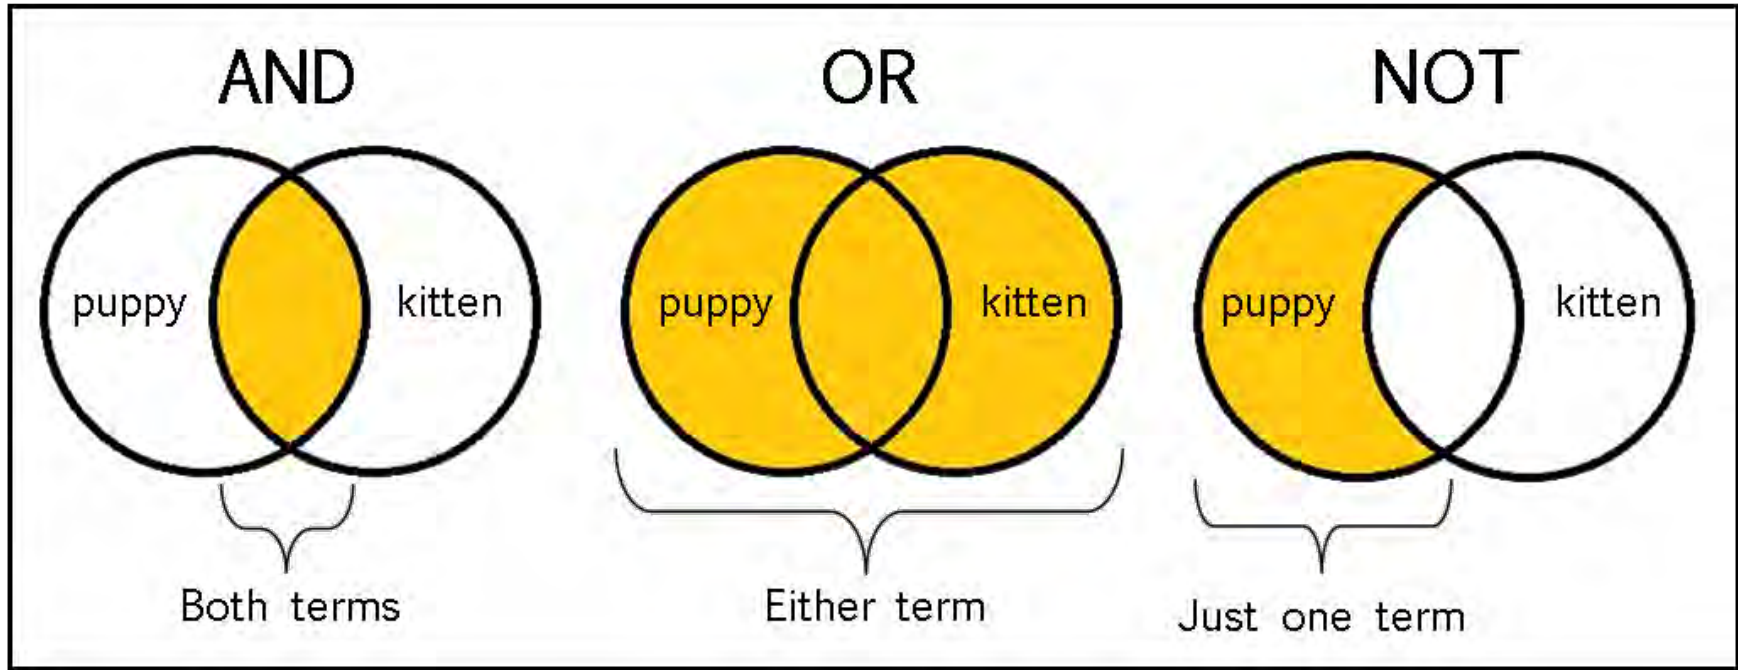 AND
OR
NOT
puppy
kitten
puppy
kitten
puppy
kitten
Both terms
Either term
Just one term